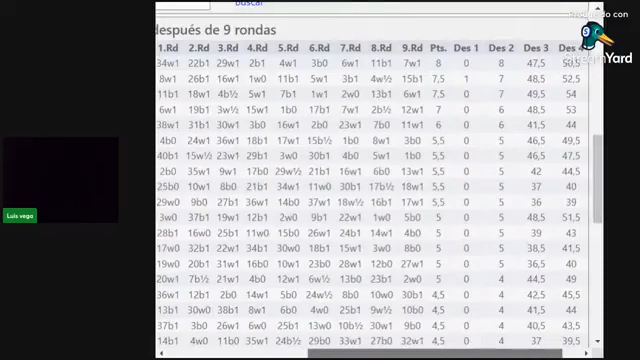 buscar
Producido con
StreamYard
después de 9 rondas
1.Rd 2.Rd 3.Rd 4.Rd 5.Rd 6.Rd 7.Rd 8.Rd 9.Rd Pts. Des 1 Des 2 Des 3 Des 4
34w1 22b1 29w1 2b1 4w1 3b0 6w1 11b1 7w1 8 0 8 47,5 50,5
8w1 26b1 16w1 1w0 11b1 5w1 3b1 4w½ 15b1 7,5 1 7 48,5 52,5
11b1 18w1 4b½ 5w1 7b1 1w1 2w0 13b1 6w1 7,5 0 7 49,5 54
6w1 19b1 3w½ 15w1 1b0 17b1 7w1 2b½ 12w1 7 0 6 48,5 53
38w1 31b1 30w1 3b0 16w1 2b0 23w1 7b0 11w1 6 0 6 41,5 44
4b0 24w1 36w1 18b1 17w1 15b½ 1b0 8w1 3b0 5,5 0 5 46,5 49,5
40b1 15w½ 23w1 29b1 3w0 30b1 4b0 5w1 1b0 5,5 0 5 46,5 47,5
2b0 35w1 9w1 17b0 29w½ 21b1 16w1 6b0 13w1 5,5 0 5 42 44,5
25b0 10w1 8b0 21b1 34w1 11w0 30b1 17b½ 18w1 5,5 0 5 37 40
29w0 9b0 27b1 36w1 14b0 37w1 18w½ 16b1 17w1 5,5 0 5 36 39
3w0 37b1 19w1 12b1 2w0 9b1 22w1 1w0 5b0 5 0 5 48,5 51,5
28b1 16w0 25b1 11w0 15b0 26w1 24b1 14w1 4b0 5 0 5 39 43
17w0 32b1 22w1 34b1 30w0 18b1 15w1 3w0 8b0 5 0 5 38,5 41,5
19w0 20b1 31w1 16b0 10w1 23b0 28w1 12b0 27w1 5 0 5 36,5 40
20w1 7b½ 21w1 4b0 12w1 6w½ 13b0 23b1 2w0 5 0 4 44,5 49
36w1 12b1 2b0 14w1 5b0 24w½ 8b0 10w0 30b1 4,5 0 4 42,5 45,5
13b1 30w0 38b1 8w1 6b0 4w0 25b1 9w½ 10b0 4,5 0 4 41,5 44
37b1 3b0 26w1 6w0 25b1 13w0 10b½ 30w1 9b0 4,5 0 4 40,5 43,5
14b1 4w0 11b0 35w1 24b½ 29b0 33w1 27b1 32w0 4,5 0 4 37 39,5
Luis vega